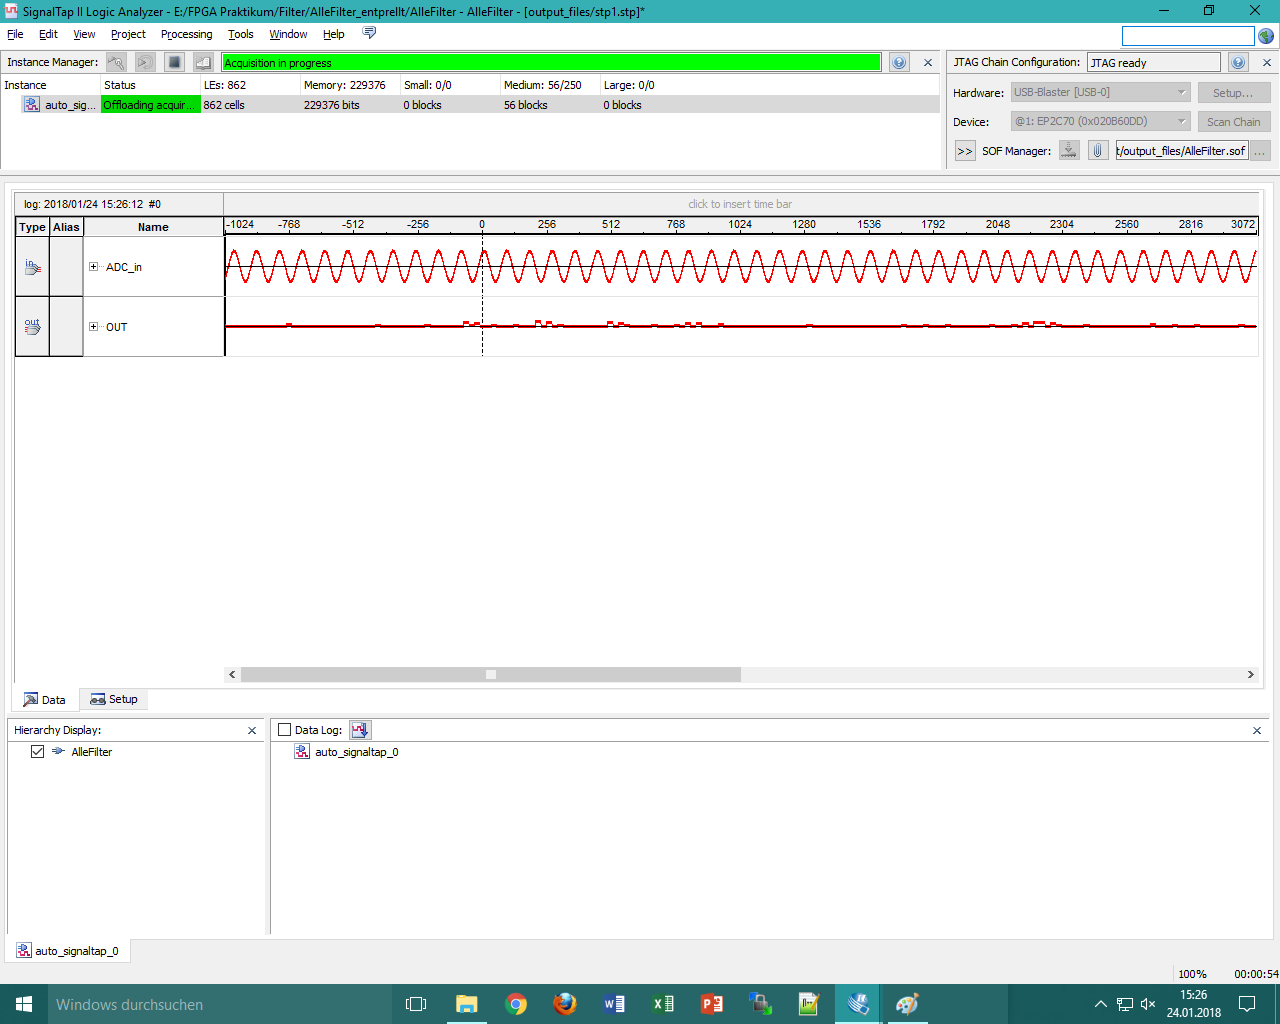 SignalTap II Logic Analyzer - E:/FPGA Praktikum/Filter/AlleFilter_entprellt/AlleFilter - AlleFilter - [output_files/stp1.stp]*
File Edit View Project Processing Tools Window Help
Instance Manager: Acquisition in progress
JTAG Chain Configuration: JTAG ready
Instance Status LEs: 862 Memory: 229376 Small: 0/0 Medium: 56/250 Large: 0/0
auto_sig... Offloading acquir... 862 cells 229376 bits 0 blocks 56 blocks 0 blocks
Hardware: USB-Blaster [USB-0] Setup...
Device: @1: EP2C70 (0x020B60DD) Scan Chain
>> SOF Manager: t/output_files/AlleFilter.sof ...
log: 2018/01/24 15:26:12 #0 click to insert time bar
Type Alias Name -1024 -768 -512 -256 0 256 512 768 1024 1280 1536 1792 2048 2304 2560 2816 3072
in ADC_in
out OUT
Data Setup
Hierarchy Display:
AlleFilter
Data Log:
auto_signaltap_0
auto_signaltap_0
100% 00:00:54
Windows durchsuchen
15:26
24.01.2018